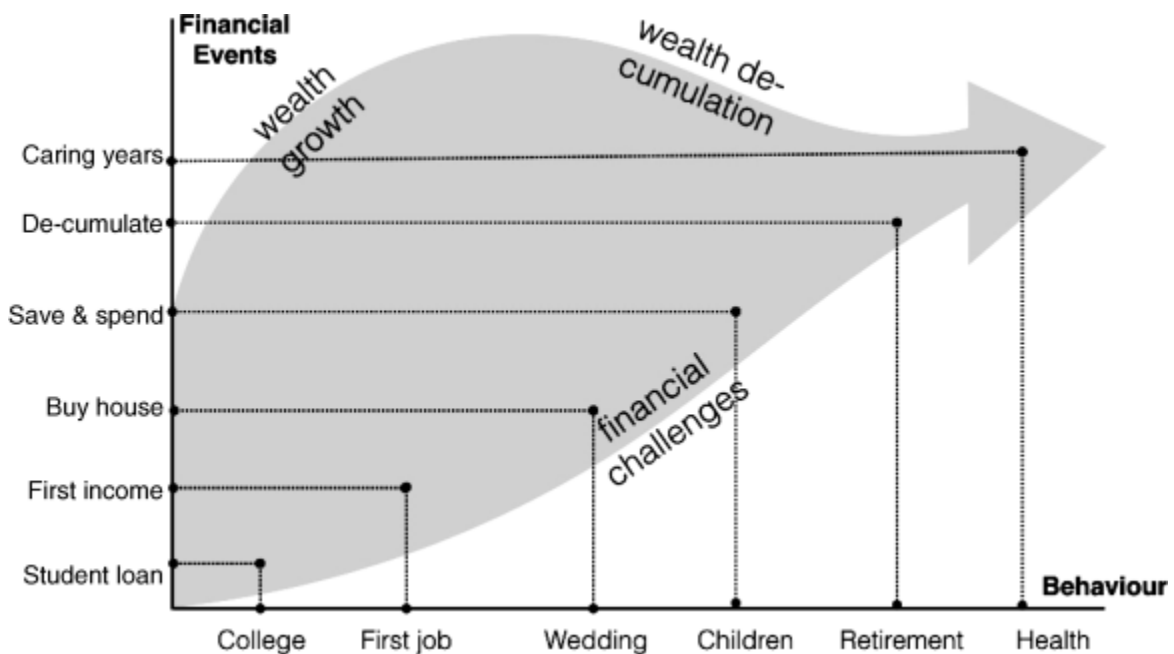 Financial
Events
wealth
growth
wealth de-
cumulation
Caring years
De-cumulate
Save & spend
Buy house
First income
Student loan
financial
challenges
Behaviour
College
First job
Wedding
Children
Retirement
Health